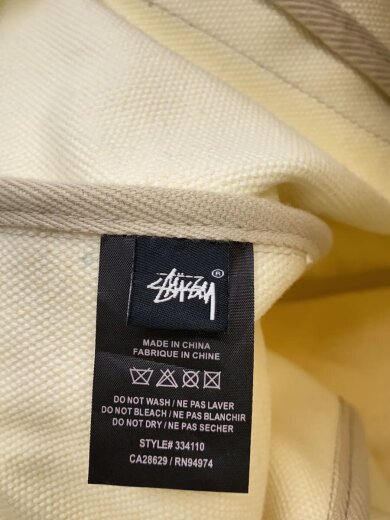 Stüssy ®
MADE IN CHINA
FABRIQUE IN CHINE
DO NOT WASH / NE PAS LAVER
DO NOT BLEACH / NE PAS BLANCHIR
DO NOT DRY / NE PAS SECHER
STYLE# 334110
CA28629 / RN94974